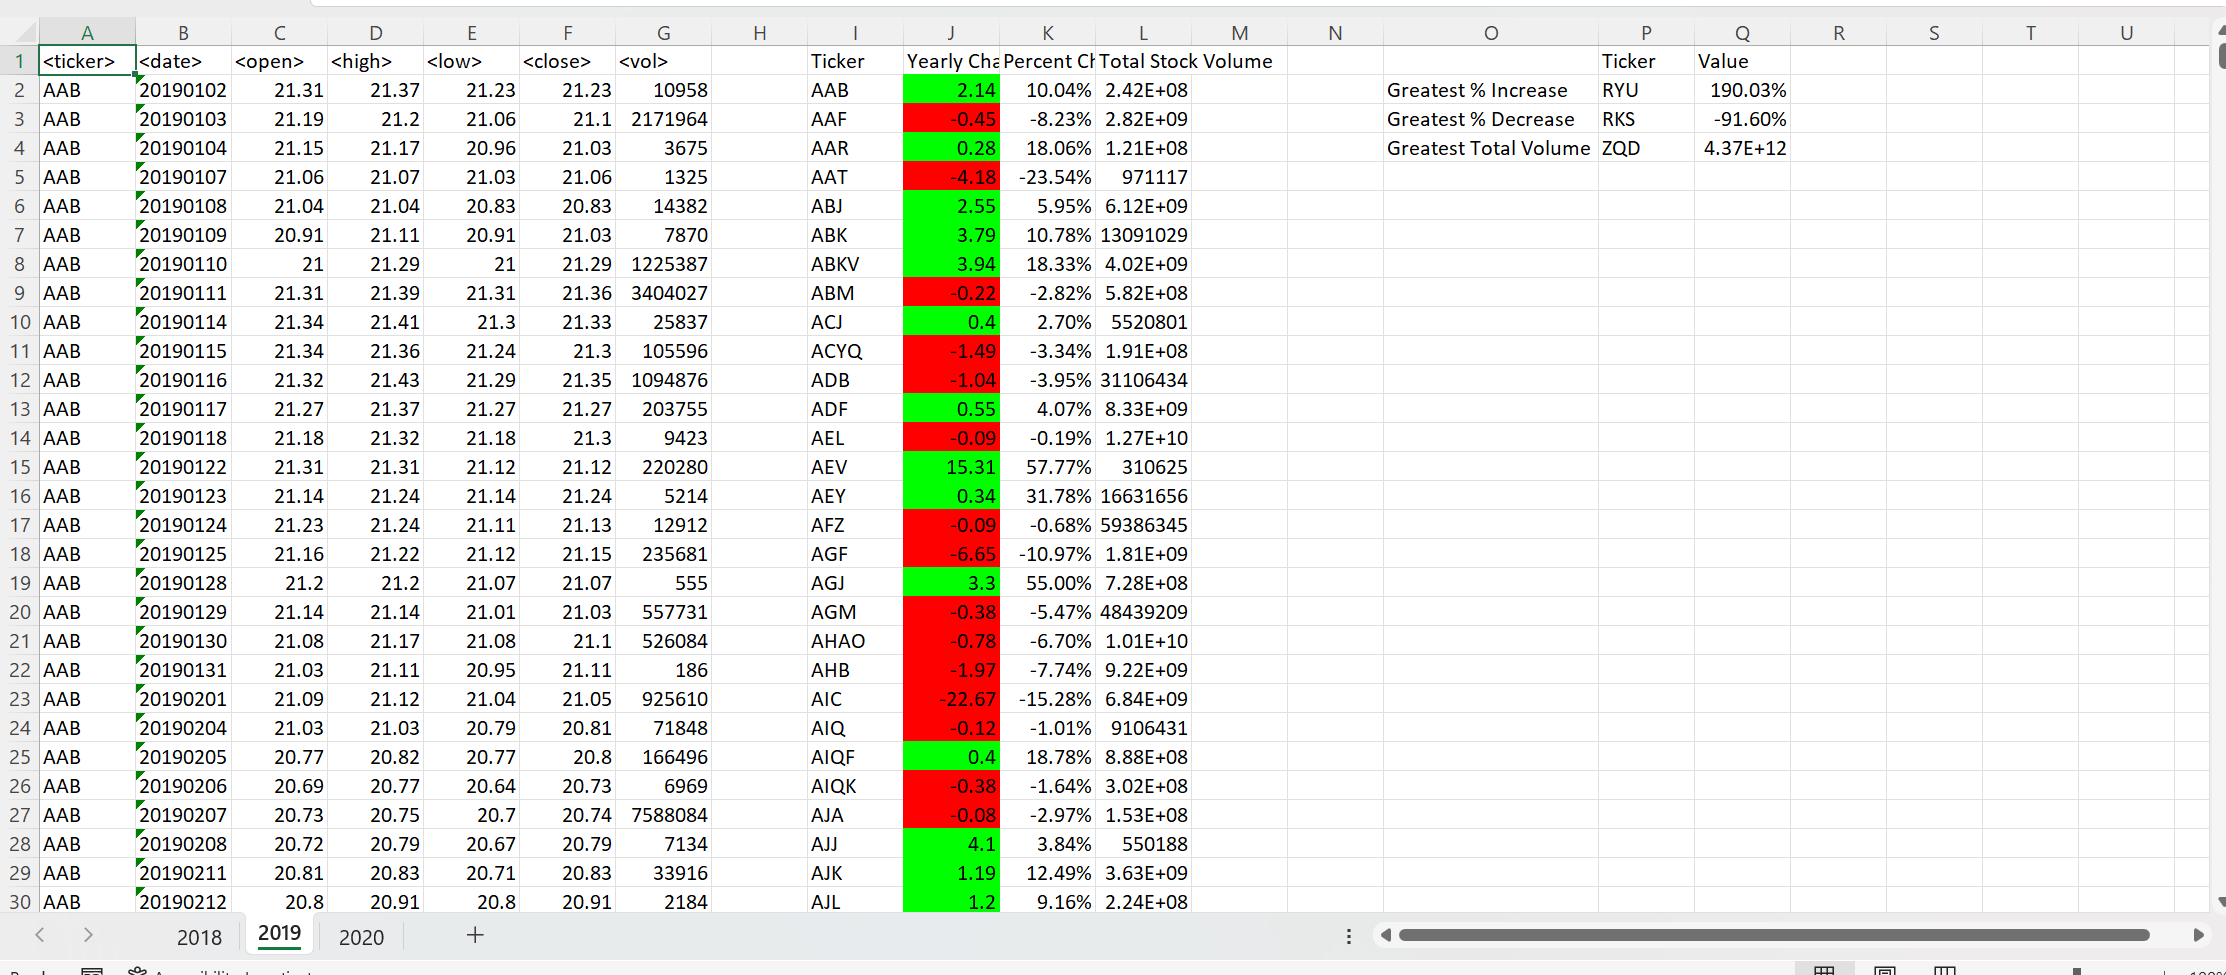 A B C D E F G H I J K L M N O P Q R S T U
1 <ticker> <date> <open> <high> <low> <close> <vol> Ticker Yearly Cha Percent Ch Total Stock Volume Ticker Value
2 AAB 20190102 21.31 21.37 21.23 21.23 10958 AAB 2.14 10.04% 2.42E+08 Greatest % Increase RYU 190.03%
3 AAB 20190103 21.19 21.2 21.06 21.1 2171964 AAF -0.45 -8.23% 2.82E+09 Greatest % Decrease RKS -91.60%
4 AAB 20190104 21.15 21.17 20.96 21.03 3675 AAR 0.28 18.06% 1.21E+08 Greatest Total Volume ZQD 4.37E+12
5 AAB 20190107 21.06 21.07 21.03 21.06 1325 AAT -4.18 -23.54% 971117
6 AAB 20190108 21.04 21.04 20.83 20.83 14382 ABJ 2.55 5.95% 6.12E+09
7 AAB 20190109 20.91 21.11 20.91 21.03 7870 ABK 3.79 10.78% 13091029
8 AAB 20190110 21 21.29 21 21.29 1225387 ABKV 3.94 18.33% 4.02E+09
9 AAB 20190111 21.31 21.39 21.31 21.36 3404027 ABM -0.22 -2.82% 5.82E+08
10 AAB 20190114 21.34 21.41 21.3 21.33 25837 ACJ 0.4 2.70% 5520801
11 AAB 20190115 21.34 21.36 21.24 21.3 105596 ACYQ -1.49 -3.34% 1.91E+08
12 AAB 20190116 21.32 21.43 21.29 21.35 1094876 ADB -1.04 -3.95% 31106434
13 AAB 20190117 21.27 21.37 21.27 21.27 203755 ADF 0.55 4.07% 8.33E+09
14 AAB 20190118 21.18 21.32 21.18 21.3 9423 AEL -0.09 -0.19% 1.27E+10
15 AAB 20190122 21.31 21.31 21.12 21.12 220280 AEV 15.31 57.77% 310625
16 AAB 20190123 21.14 21.24 21.14 21.24 5214 AEY 0.34 31.78% 16631656
17 AAB 20190124 21.23 21.24 21.11 21.13 12912 AFZ -0.09 -0.68% 59386345
18 AAB 20190125 21.16 21.22 21.12 21.15 235681 AGF -6.65 -10.97% 1.81E+09
19 AAB 20190128 21.2 21.2 21.07 21.07 555 AGJ 3.3 55.00% 7.28E+08
20 AAB 20190129 21.14 21.14 21.01 21.03 557731 AGM -0.38 -5.47% 48439209
21 AAB 20190130 21.08 21.17 21.08 21.1 526084 AHAO -0.78 -6.70% 1.01E+10
22 AAB 20190131 21.03 21.11 20.95 21.11 186 AHB -1.97 -7.74% 9.22E+09
23 AAB 20190201 21.09 21.12 21.04 21.05 925610 AIC -22.67 -15.28% 6.84E+09
24 AAB 20190204 21.03 21.03 20.79 20.81 71848 AIQ -0.12 -1.01% 9106431
25 AAB 20190205 20.77 20.82 20.77 20.8 166496 AIQF 0.4 18.78% 8.88E+08
26 AAB 20190206 20.69 20.77 20.64 20.73 6969 AIQK -0.38 -1.64% 3.02E+08
27 AAB 20190207 20.73 20.75 20.7 20.74 7588084 AJA -0.08 -2.97% 1.53E+08
28 AAB 20190208 20.72 20.79 20.67 20.79 7134 AJJ 4.1 3.84% 550188
29 AAB 20190211 20.81 20.83 20.71 20.83 33916 AJK 1.19 12.49% 3.63E+09
30 AAB 20190212 20.8 20.91 20.8 20.91 2184 AJL 1.2 9.16% 2.24E+08
2018 2019 2020